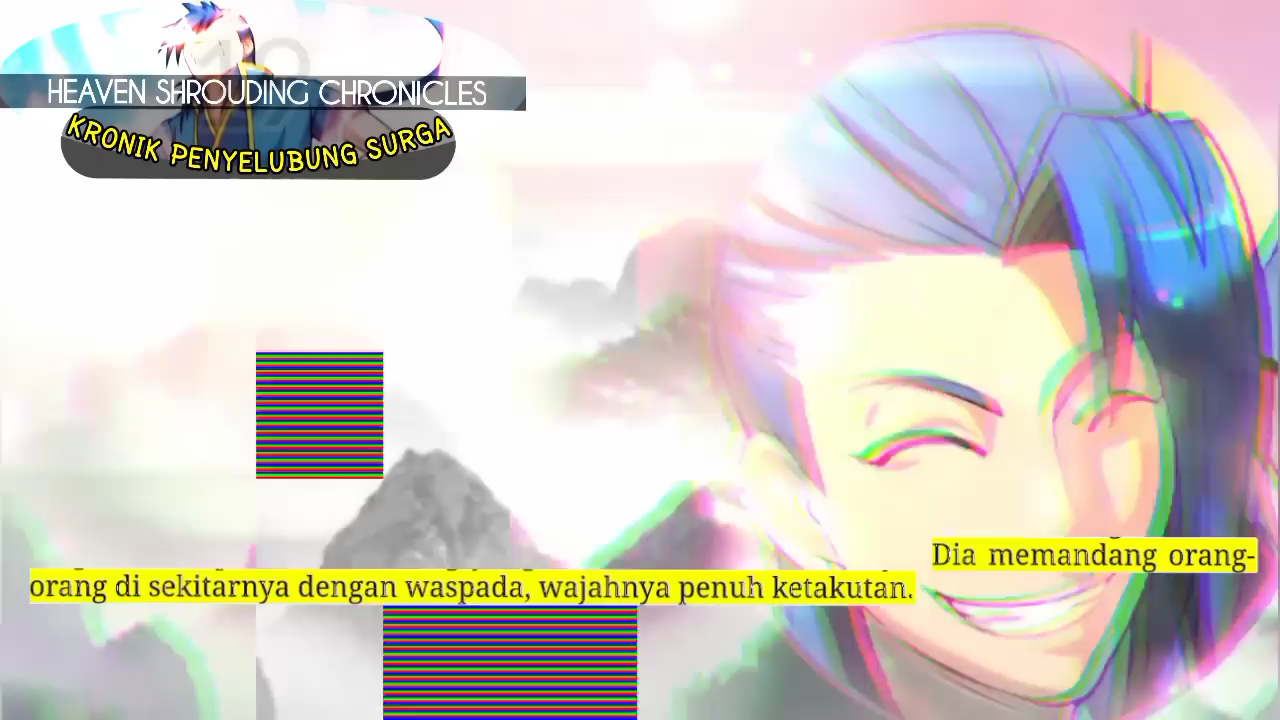 HEAVEN SHROUDING CHRONICLES
KRONIK PENYELUBUNG SURGA
Dia memandang orang-
orang di sekitarnya dengan waspada, wajahnya penuh ketakutan.